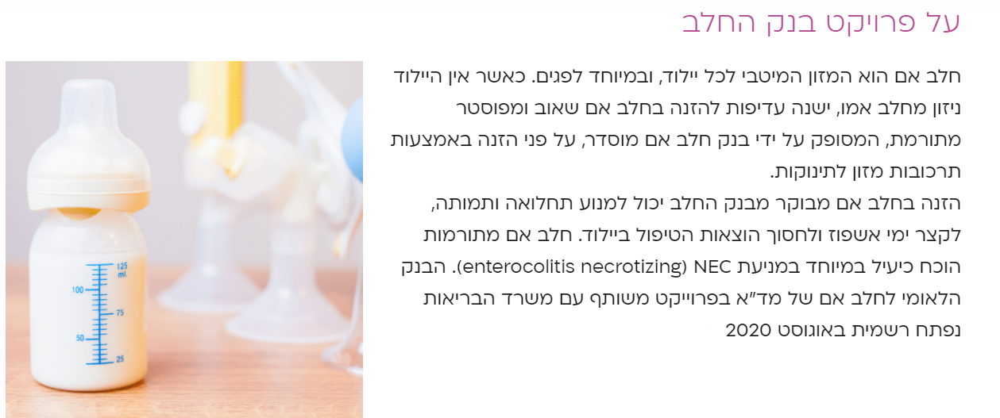 על פרויקט בנק החלב
חלב אם הוא המזון המיטבי לכל יילוד, ובמיוחד לפגים. כאשר אין היילוד
ניזון מחלב אמו, ישנה עדיפות להזנה בחלב אם שאוב ומפוסטר
מתורמת, המסופק על ידי בנק חלב אם מוסדר, על פני הזנה באמצעות
תרכובות מזון לתינוקות.
הזנה בחלב אם מבוקר מבנק החלב יכול למנוע תחלואה ותמותה,
לקצר ימי אשפוז ולחסוך הוצאות הטיפול ביילוד. חלב אם מתורמות
הוכח כיעיל במיוחד במניעת NEC (enterocolitis necrotizing). הבנק
הלאומי לחלב אם של מד״א בפרוייקט משותף עם משרד הבריאות
נפתח רשמית באוגוסט 2020
125
ml.
100
75
50
25